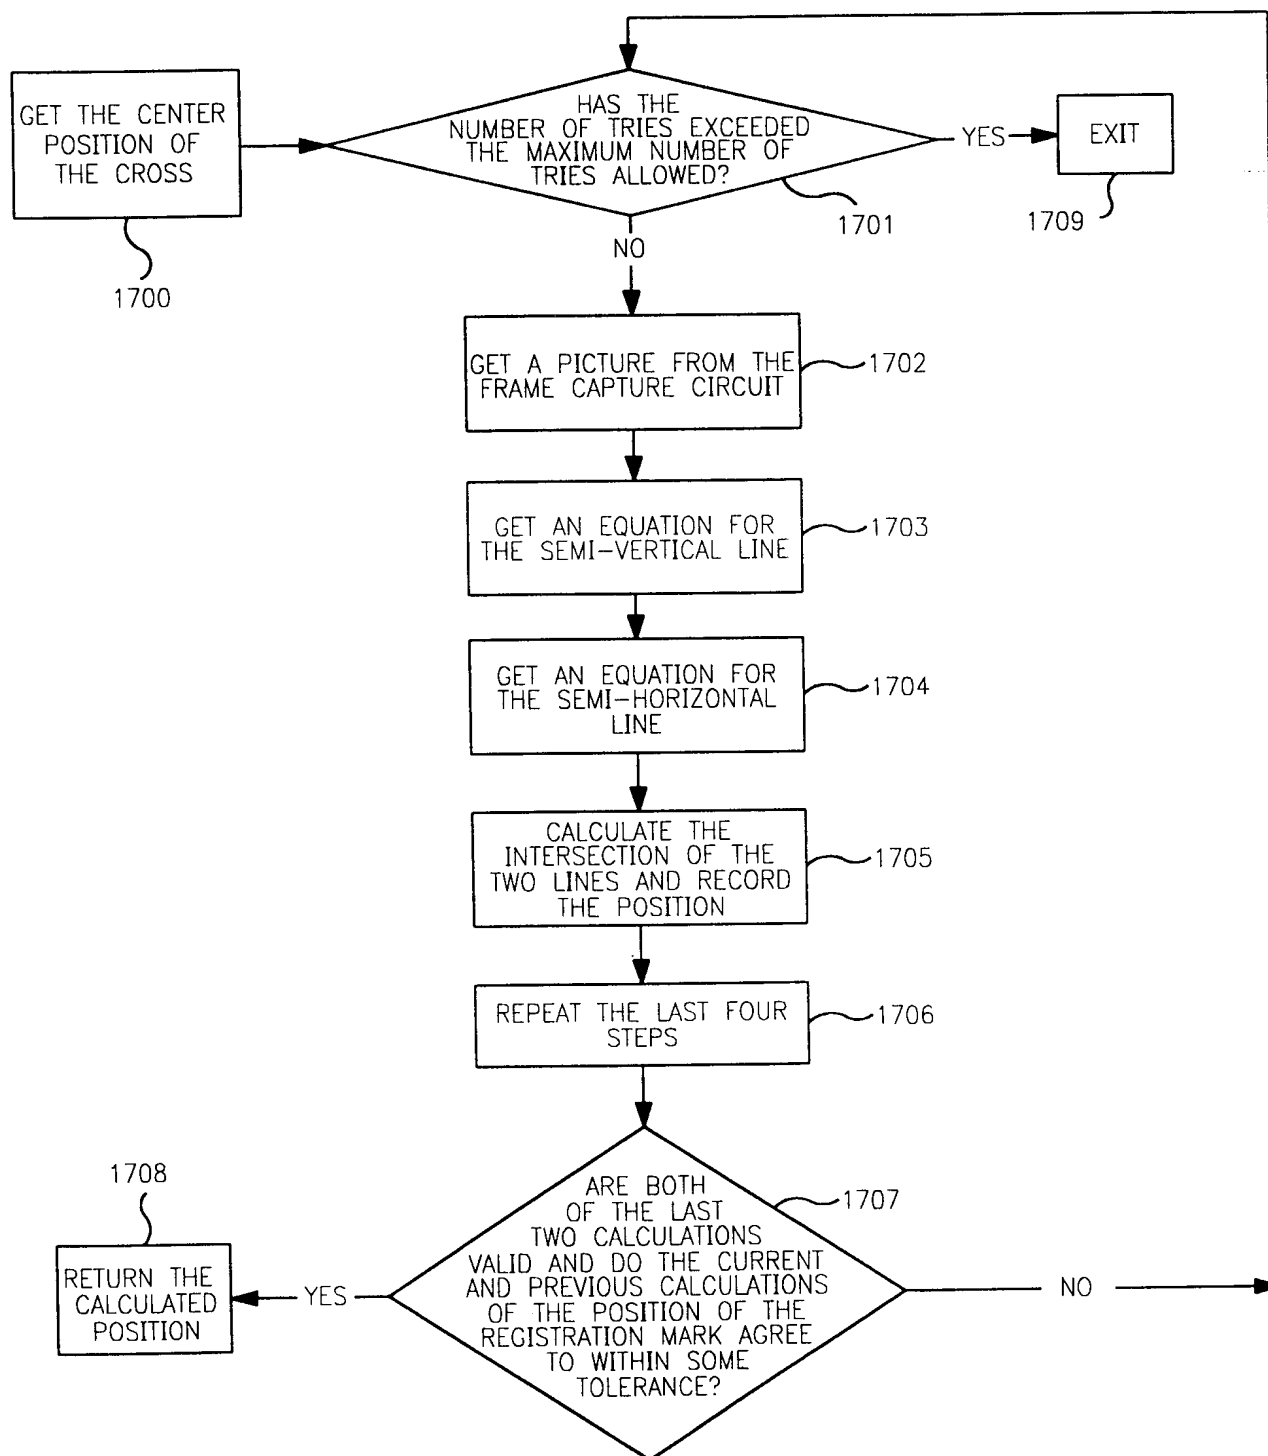 GET THE CENTER
POSITION OF
THE CROSS
1700
HAS THE
NUMBER OF TRIES EXCEEDED
THE MAXIMUM NUMBER OF
TRIES ALLOWED?
1701
YES
EXIT
1709
NO
GET A PICTURE FROM THE
FRAME CAPTURE CIRCUIT
1702
GET AN EQUATION FOR
THE SEMI-VERTICAL LINE
1703
GET AN EQUATION FOR
THE SEMI-HORIZONTAL
LINE
1704
CALCULATE THE
INTERSECTION OF THE
TWO LINES AND RECORD
THE POSITION
1705
REPEAT THE LAST FOUR
STEPS
1706
ARE BOTH
OF THE LAST
TWO CALCULATIONS
VALID AND DO THE CURRENT
AND PREVIOUS CALCULATIONS
OF THE POSITION OF THE
REGISTRATION MARK AGREE
TO WITHIN SOME
TOLERANCE?
1707
YES
1708
RETURN THE
CALCULATED
POSITION
NO